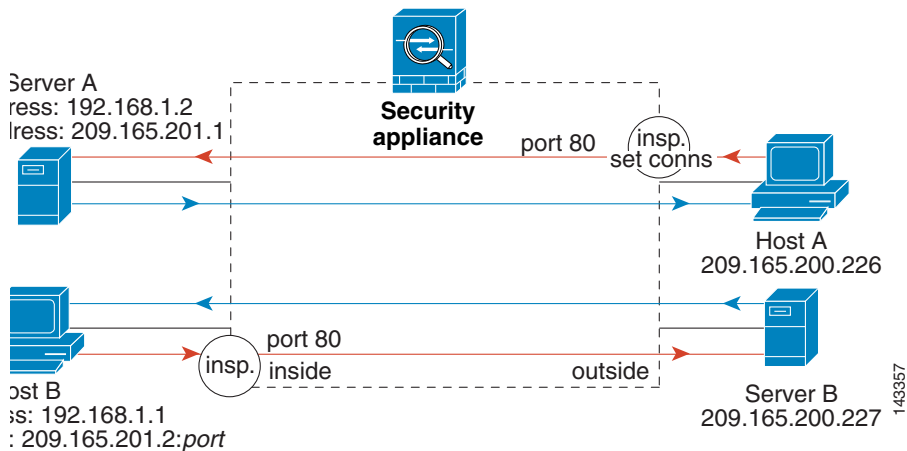 Security
appliance
Server A
ress: 192.168.1.2
dress: 209.165.201.1
port 80
insp.
set conns
Host A
209.165.200.226
port 80
insp.
inside
outside
ost B
ss: 192.168.1.1
: 209.165.201.2:port
Server B
209.165.200.227
143357